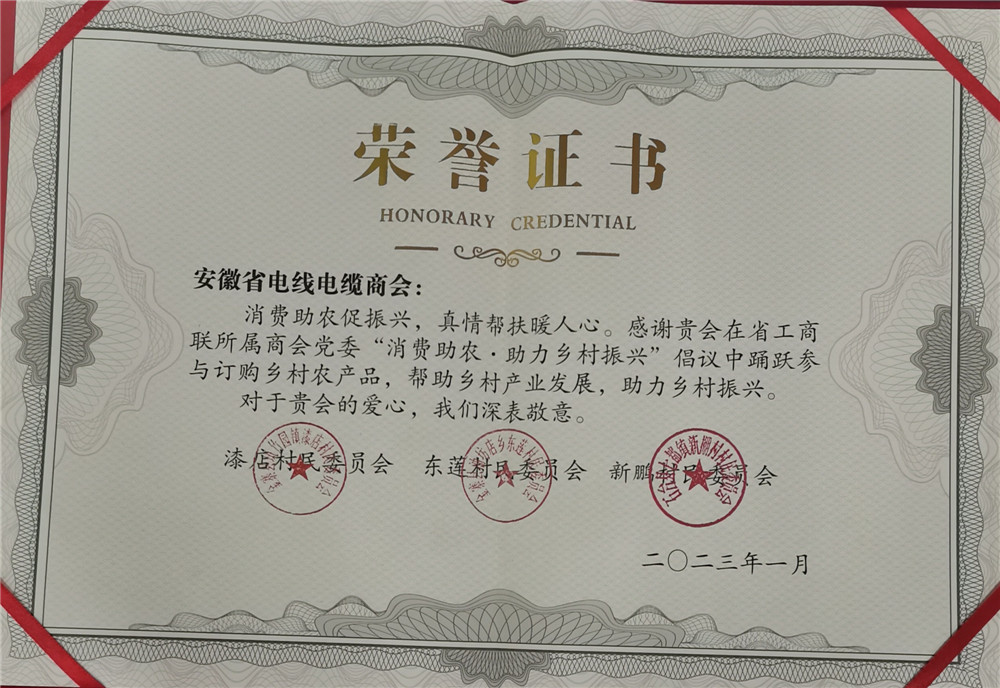 荣誉证书
HONORARY CREDENTIAL
安徽省电线电缆商会：
消费助农促振兴，真情帮扶暖人心。感谢贵会在省工商
联所属商会党委“消费助农·助力乡村振兴”倡议中踊跃参
与订购乡村农产品，帮助乡村产业发展，助力乡村振兴。
对于贵会的爱心，我们深表敬意。
漆店村民委员会 东莲村民委员会 新鹏村民委员会
二〇二三年一月